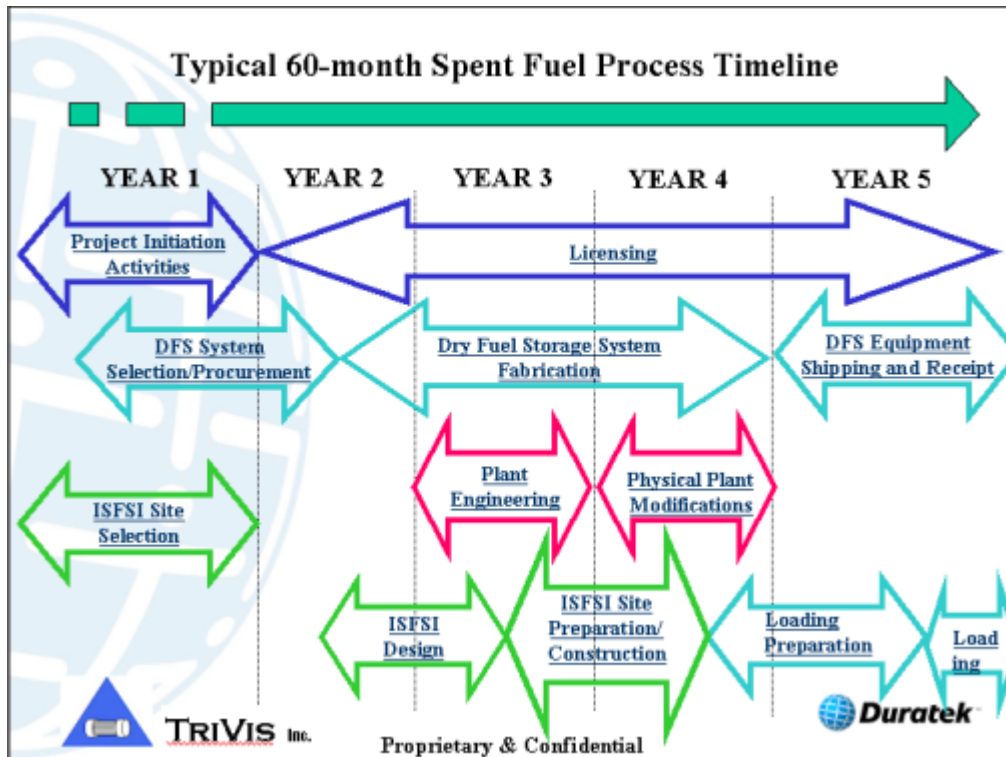 Typical 60-month Spent Fuel Process Timeline
YEAR 1
YEAR 2
YEAR 3
YEAR 4
YEAR 5
Project Initiation
Activities
Licensing
DFS System
Selection/Procurement
Dry Fuel Storage System
Fabrication
DFS Equipment
Shipping and Receipt
Plant
Engineering
Physical Plant
Modifications
ISFSI Site
Selection
ISFSI
Design
ISFSI Site
Preparation/
Construction
Loading
Preparation
Load
ing
TRIVIS Inc.
Duratek
Proprietary & Confidential